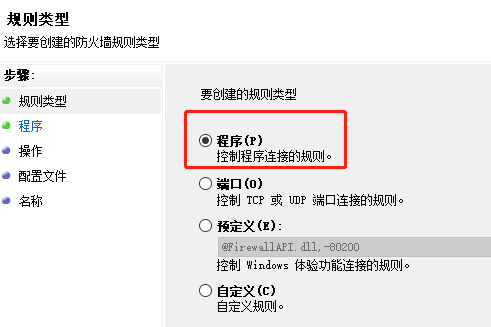 规则类型
选择要创建的防火墙规则类型
步骤:
规则类型
程序
操作
配置文件
名称
要创建的规则类型
程序(P)
控制程序连接的规则。
端口(O)
控制 TCP 或 UDP 端口连接的规则。
预定义(E):
@FirewallAPI.dll,-80200
控制 Windows 体验功能连接的规则。
自定义(C)
自定义规则。